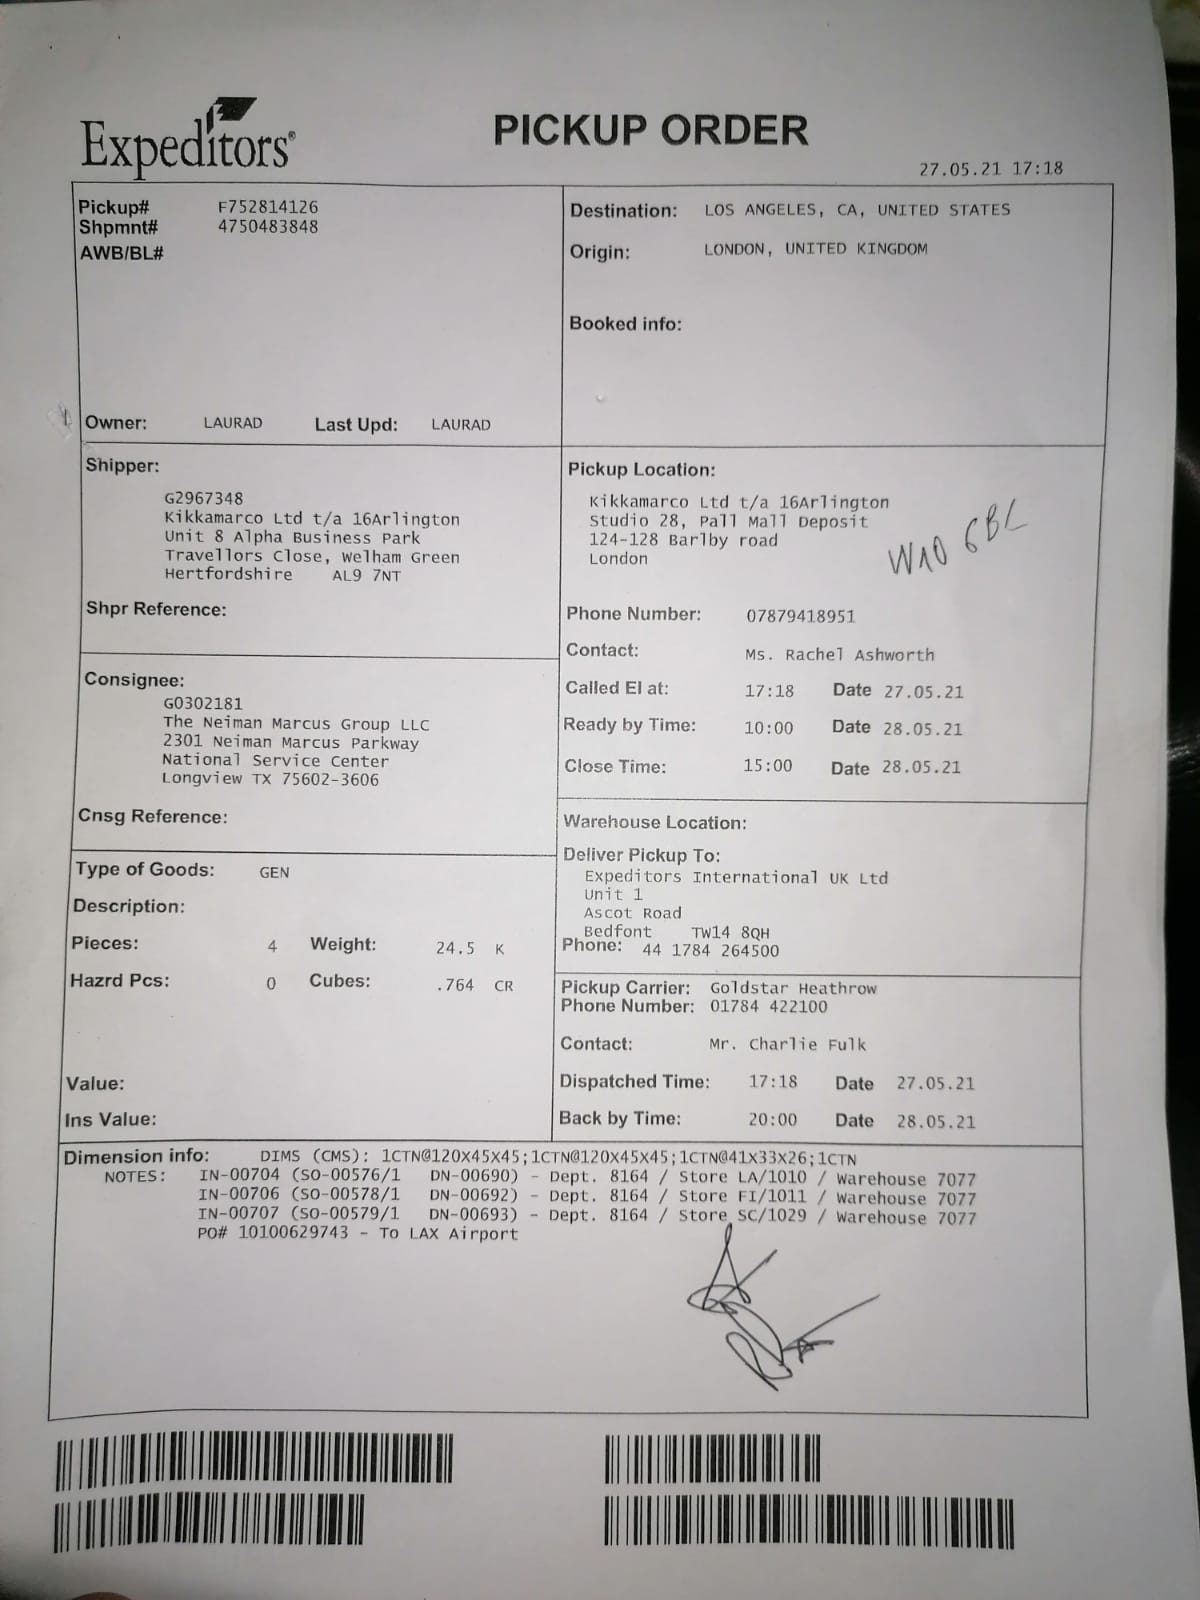 Expeditors®
PICKUP ORDER
27.05.21 17:18
Pickup# F752814126
Shpmnt# 4750483848
AWB/BL#
Owner: LAURAD Last Upd: LAURAD
Destination: LOS ANGELES, CA, UNITED STATES
Origin: LONDON, UNITED KINGDOM
Booked info:
Shipper:
G2967348
Kikkamarco Ltd t/a 16Arlington
Unit 8 Alpha Business Park
Travellors Close, Welham Green
Hertfordshire AL9 7NT
Shpr Reference:
Pickup Location:
Kikkamarco Ltd t/a 16Arlington
Studio 28, Pall Mall Deposit
124-128 Barlby road
London
W10 6BL
Phone Number: 07879418951
Contact: Ms. Rachel Ashworth
Called EI at: 17:18 Date 27.05.21
Ready by Time: 10:00 Date 28.05.21
Close Time: 15:00 Date 28.05.21
Consignee:
G0302181
The Neiman Marcus Group LLC
2301 Neiman Marcus Parkway
National Service Center
Longview TX 75602-3606
Cnsg Reference:
Warehouse Location:
Deliver Pickup To:
Expeditors International UK Ltd
Unit 1
Ascot Road
Bedfont TW14 8QH
Phone: 44 1784 264500
Type of Goods: GEN
Description:
Pieces: 4 Weight: 24.5 K
Hazrd Pcs: 0 Cubes: .764 CR
Value:
Ins Value:
Pickup Carrier: Goldstar Heathrow
Phone Number: 01784 422100
Contact: Mr. Charlie Fulk
Dispatched Time: 17:18 Date 27.05.21
Back by Time: 20:00 Date 28.05.21
Dimension info: DIMS (CMS): 1CTN@120X45X45;1CTN@120X45X45;1CTN@41X33X26;1CTN
NOTES: IN-00704 (SO-00576/1 DN-00690) - Dept. 8164 / Store LA/1010 / Warehouse 7077
IN-00706 (SO-00578/1 DN-00692) - Dept. 8164 / Store FI/1011 / Warehouse 7077
IN-00707 (SO-00579/1 DN-00693) - Dept. 8164 / Store SC/1029 / Warehouse 7077
PO# 10100629743 - To LAX Airport